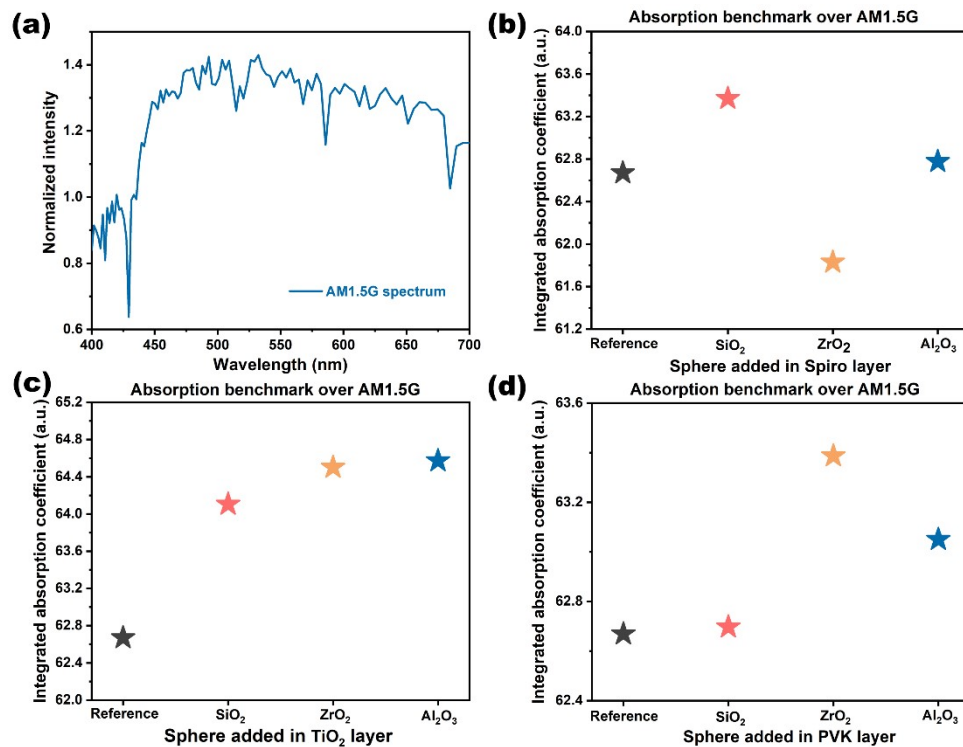 (a)
Normalized intensity
1.4
1.2
1.0
0.8
0.6
AM1.5G spectrum
400
450
500
550
600
650
700
Wavelength (nm)
(b)
Absorption benchmark over AM1.5G
Integrated absorption coefficient (a.u.)
64.0
63.6
63.2
62.8
62.4
62.0
61.6
61.2
Reference
SiO₂
ZrO₂
Al₂O₃
Sphere added in Spiro layer
(c)
Absorption benchmark over AM1.5G
Integrated absorption coefficient (a.u.)
65.2
64.8
64.4
64.0
63.6
63.2
62.8
62.4
62.0
Reference
SiO₂
ZrO₂
Al₂O₃
Sphere added in TiO₂ layer
(d)
Absorption benchmark over AM1.5G
Integrated absorption coefficient (a.u.)
63.6
63.2
62.8
62.4
Reference
SiO₂
ZrO₂
Al₂O₃
Sphere added in PVK layer